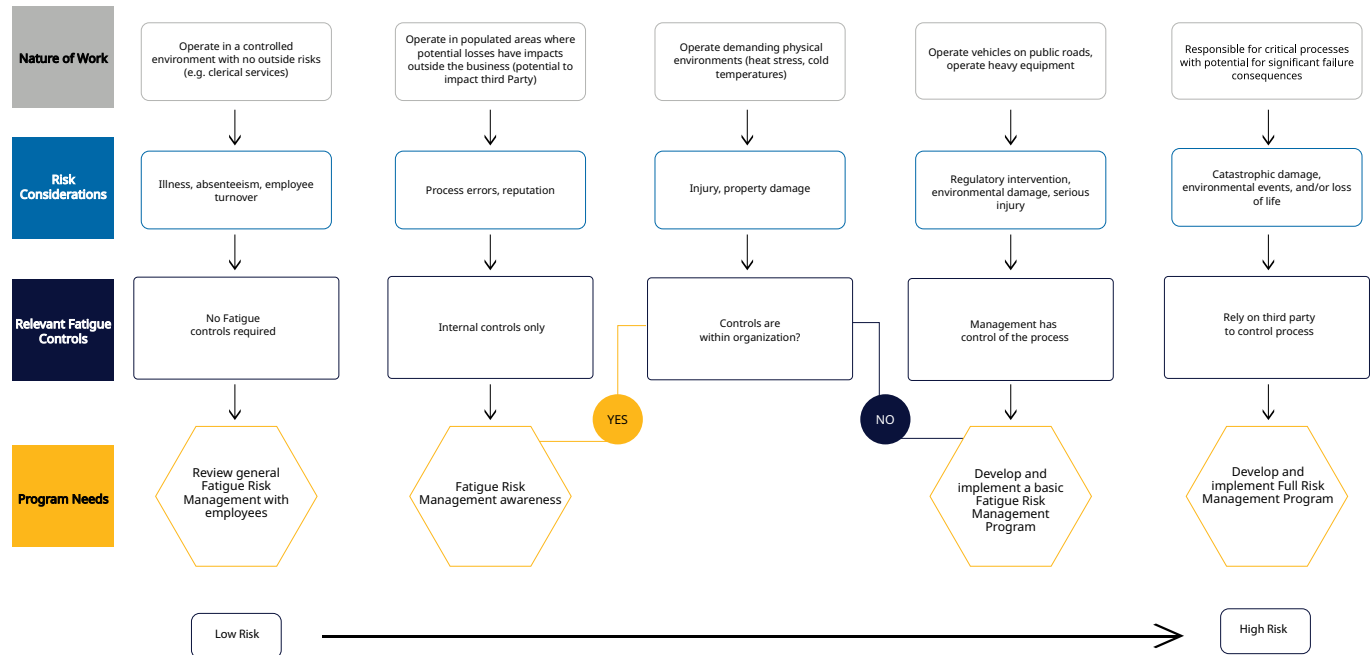 Nature of Work
Operate in a controlled
environment with no outside risks
(e.g. clerical services)
Operate in populated areas where
potential losses have impacts
outside the business (potential to
impact third Party)
Operate demanding physical
environments (heat stress, cold
temperatures)
Operate vehicles on public roads,
operate heavy equipment
Responsible for critical processes
with potential for significant failure
consequences
Risk
Considerations
Illness, absenteeism, employee
turnover
Process errors, reputation
Injury, property damage
Regulatory intervention,
environmental damage, serious
injury
Catastrophic damage,
environmental events, and/or loss
of life
Relevant Fatigue
Controls
No Fatigue
controls required
Internal controls only
Controls are
within organization?
Management has
control of the process
Rely on third party
to control process
YES
NO
Program Needs
Review general
Fatigue Risk
Management with
employees
Fatigue Risk
Management awareness
Develop and
implement a basic
Fatigue Risk
Management
Program
Develop and
implement Full Risk
Management Program
Low Risk
High Risk